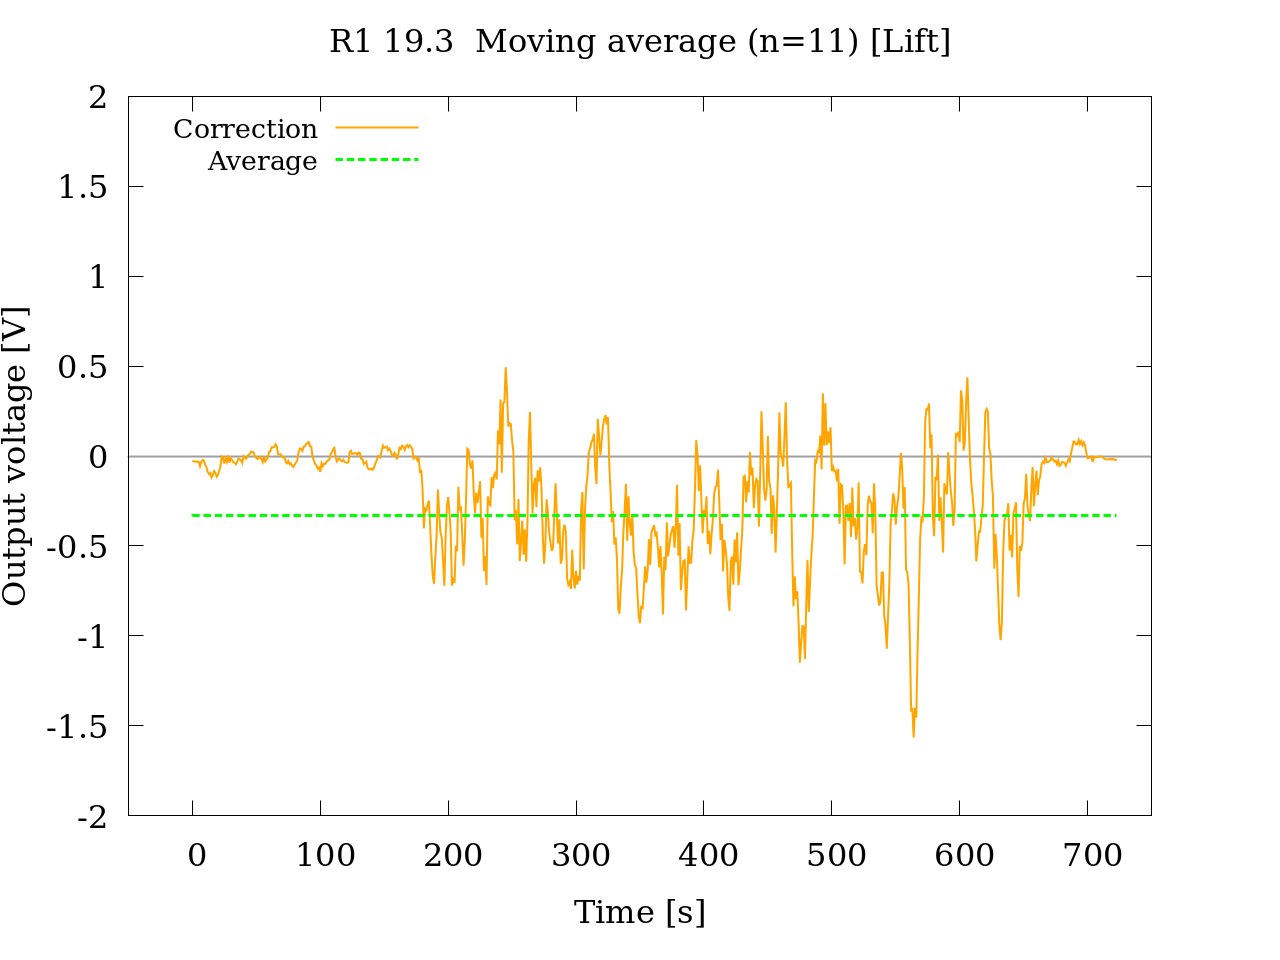 R1 19.3  Moving average (n=11) [Lift]
Correction
Average
2
1.5
1
0.5
0
-0.5
-1
-1.5
-2
Output voltage [V]
0 100 200 300 400 500 600 700
Time [s]